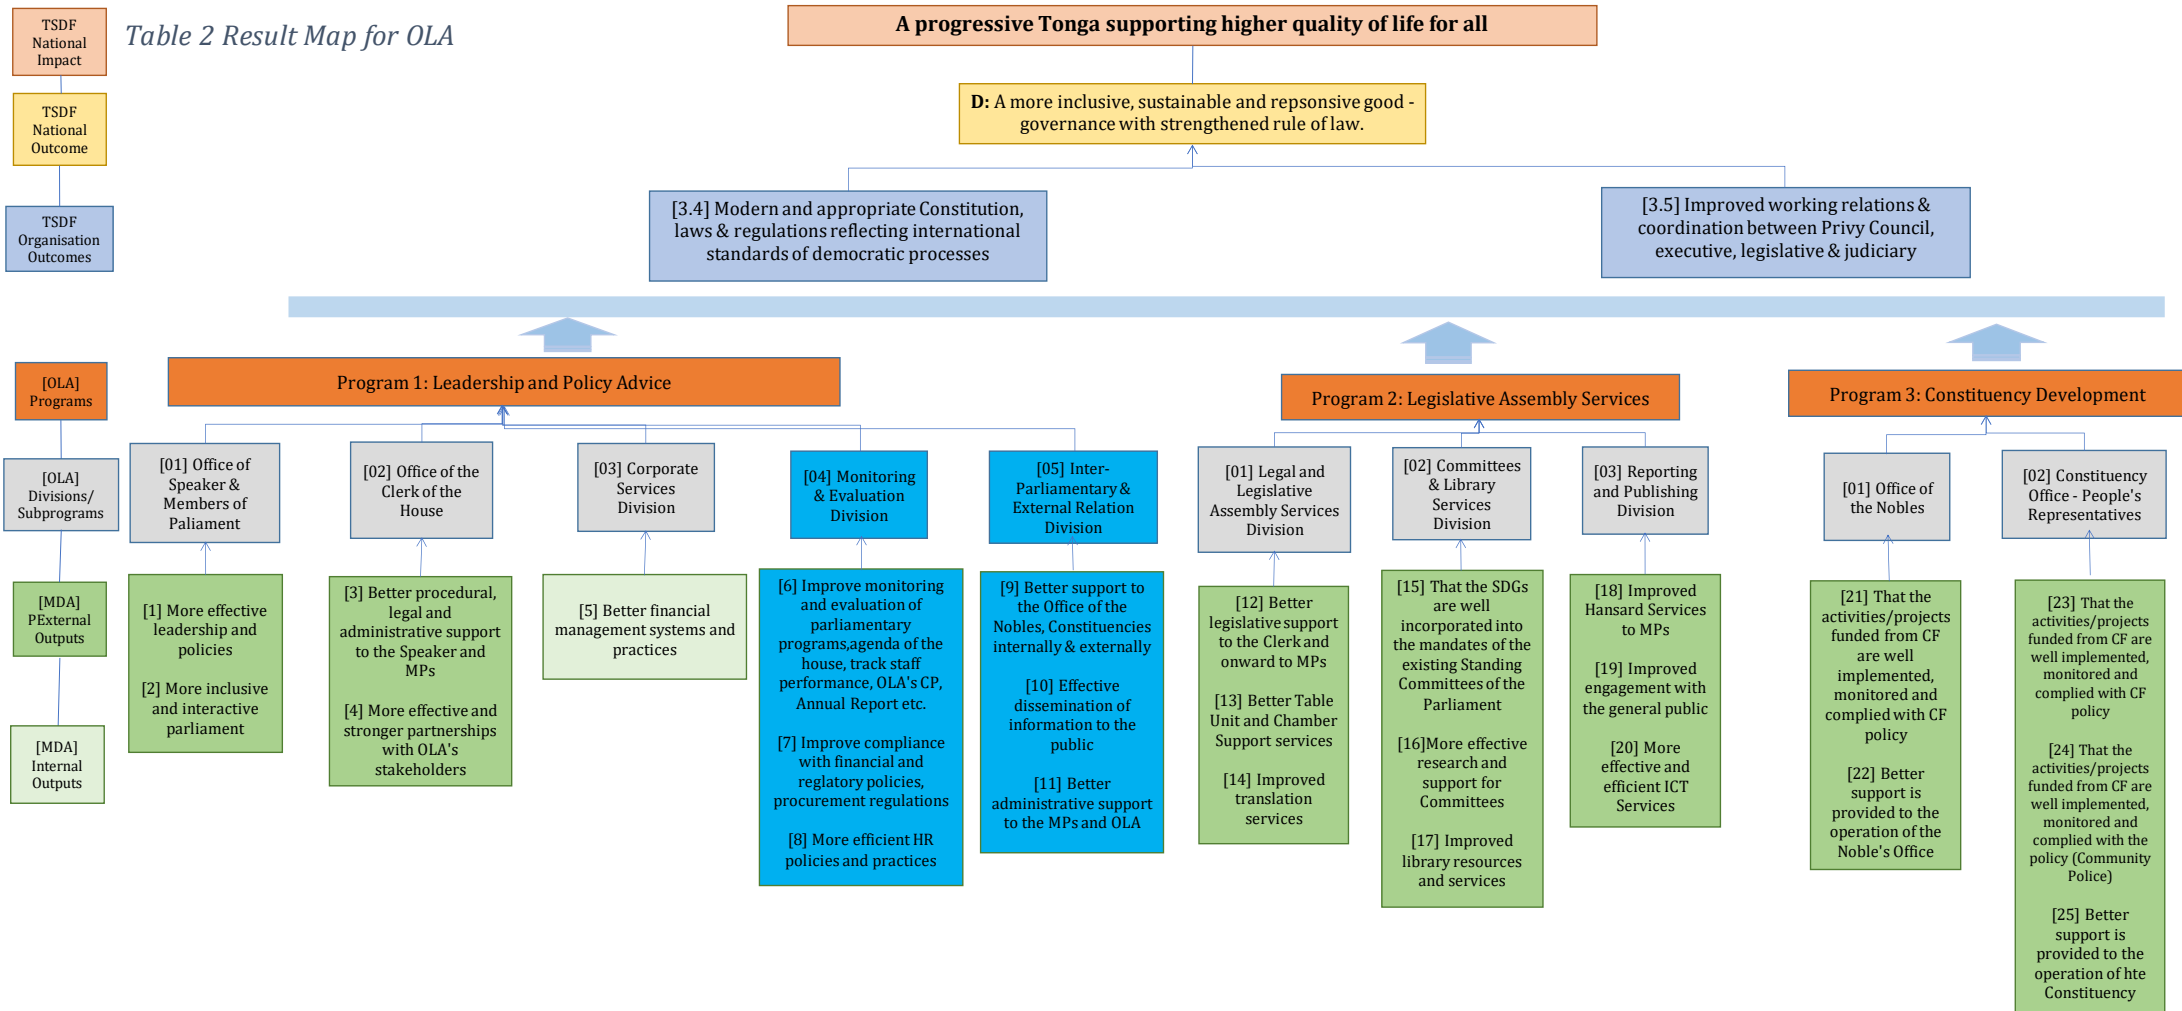 TSDF
National
Impact
Table 2 Result Map for OLA
A progressive Tonga supporting higher quality of life for all
TSDF
National
Outcome
D: A more inclusive, sustainable and repsonsive good -
governance with strengthened rule of law.
TSDF
Organisation
Outcomes
[3.4] Modern and appropriate Constitution,
laws & regulations reflecting international
standards of democratic processes
[3.5] Improved working relations &
coordination between Privy Council,
executive, legislative & judiciary
[OLA]
Programs
Program 1: Leadership and Policy Advice
Program 2: Legislative Assembly Services
Program 3: Constituency Development
[OLA]
Divisions/
Subprograms
[01] Office of
Speaker &
Members of
Paliament
[02] Office of the
Clerk of the
House
[03] Corporate
Services
Division
[04] Monitoring
& Evaluation
Division
[05] Inter-
Parliamentary &
External Relation
Division
[01] Legal and
Legislative
Assembly Services
Division
[02] Committees
& Library
Services
Division
[03] Reporting
and Publishing
Division
[01] Office of
the Nobles
[02] Constituency
Office - People's
Representatives
[MDA]
PExternal
Outputs
[MDA]
Internal
Outputs
[1] More effective
leadership and
policies
[2] More inclusive
and interactive
parliament
[3] Better procedural,
legal and
administrative support
to the Speaker and
MPs
[4] More effective and
stronger partnerships
with OLA's
stakeholders
[5] Better financial
management systems and
practices
[6] Improve monitoring
and evaluation of
parliamentary
programs,agenda of the
house, track staff
performance, OLA's CP,
Annual Report etc.
[7] Improve compliance
with financial and
reglatory policies,
procurement regulations
[8] More efficient HR
policies and practices
[9] Better support to
the Office of the
Nobles, Constituencies
internally & externally
[10] Effective
dissemination of
information to the
public
[11] Better
administrative support
to the MPs and OLA
[12] Better
legislative support
to the Clerk and
onward to MPs
[13] Better Table
Unit and Chamber
Support services
[14] Improved
translation
services
[15] That the SDGs
are well
incorporated into
the mandates of the
existing Standing
Committees of the
Parliament
[16]More effective
research and
support for
Committees
[17] Improved
library resources
and services
[18] Improved
Hansard Services
to MPs
[19] Improved
engagement with
the general public
[20] More
effective and
efficient ICT
Services
[21] That the
activities/projects
funded from CF
are well
implemented,
monitored and
complied with CF
policy
[22] Better
support is
provided to the
operation of the
Noble's Office
[23] That the
activities/projects
funded from CF are
well implemented,
monitored and
complied with CF
policy
[24] That the
activities/projects
funded from CF are
well implemented,
monitored and
complied with the
policy (Community
Police)
[25] Better
support is
provided to the
operation of hte
Constituency